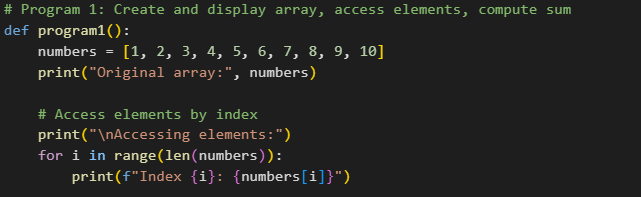 # Program 1: Create and display array, access elements, compute sum
def program1():
    numbers = [1, 2, 3, 4, 5, 6, 7, 8, 9, 10]
    print("Original array:", numbers)

    # Access elements by index
    print("\nAccessing elements:")
    for i in range(len(numbers)):
        print(f"Index {i}: {numbers[i]}")